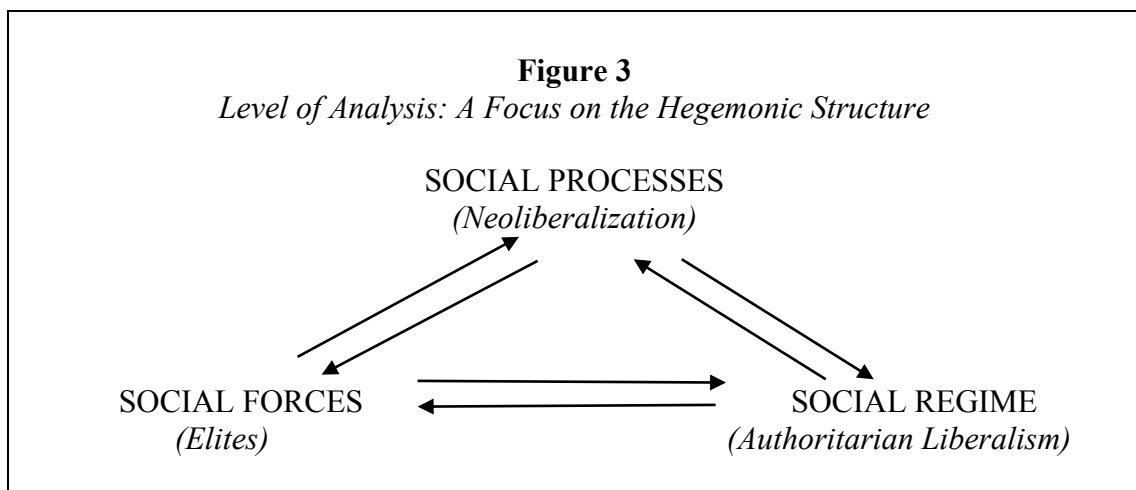 Figure 3
Level of Analysis: A Focus on the Hegemonic Structure
SOCIAL PROCESSES
(Neoliberalization)
SOCIAL FORCES
(Elites)
SOCIAL REGIME
(Authoritarian Liberalism)